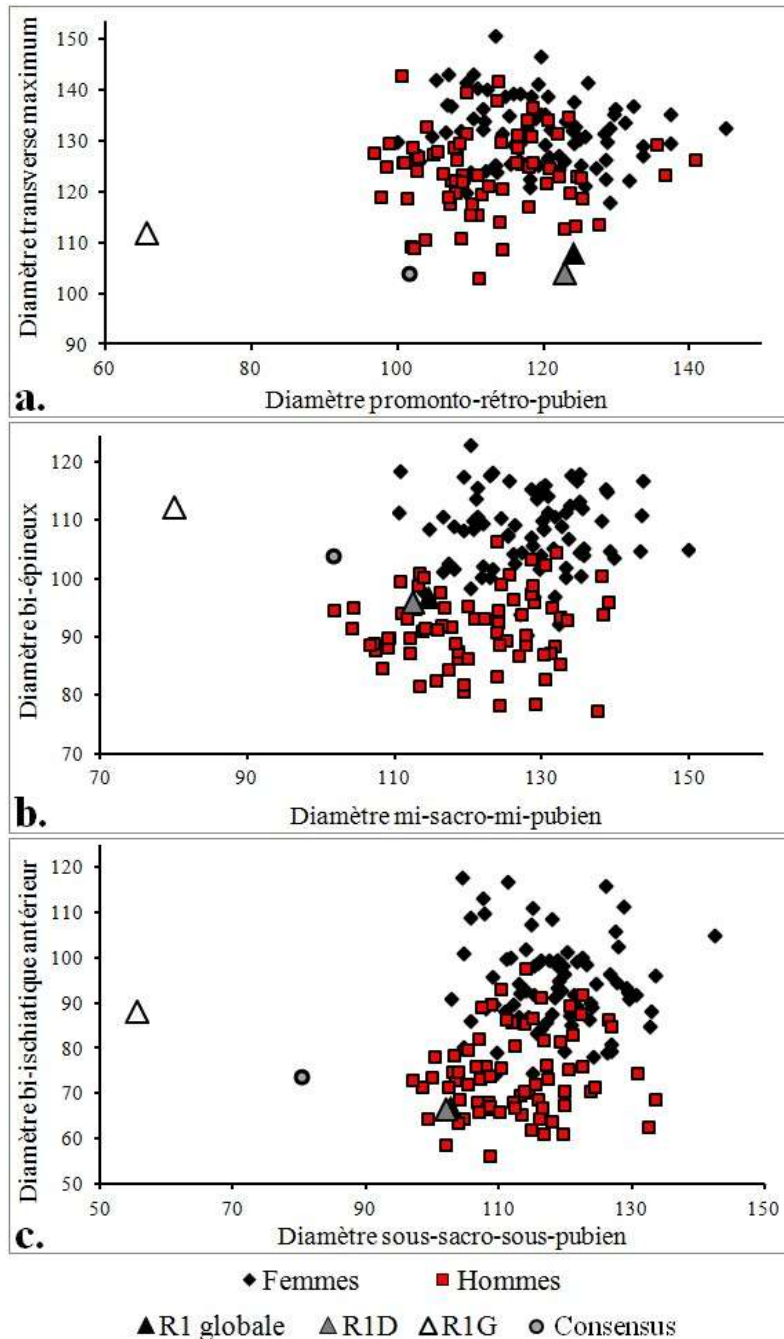 Diamètre transverse maximum
150
140
130
120
110
100
90
60 80 100 120 140
Diamètre promonto-rétro-pubien
a.
Diamètre bi-épineux
120
110
100
90
80
70
70 90 110 130 150
Diamètre mi-sacro-mi-pubien
b.
Diamètre bi-ischiatique antérieur
120
110
100
90
80
70
60
50
50 70 90 110 130 150
Diamètre sous-sacro-sous-pubien
c.
Femmes Hommes
R1 globale R1D R1G Consensus